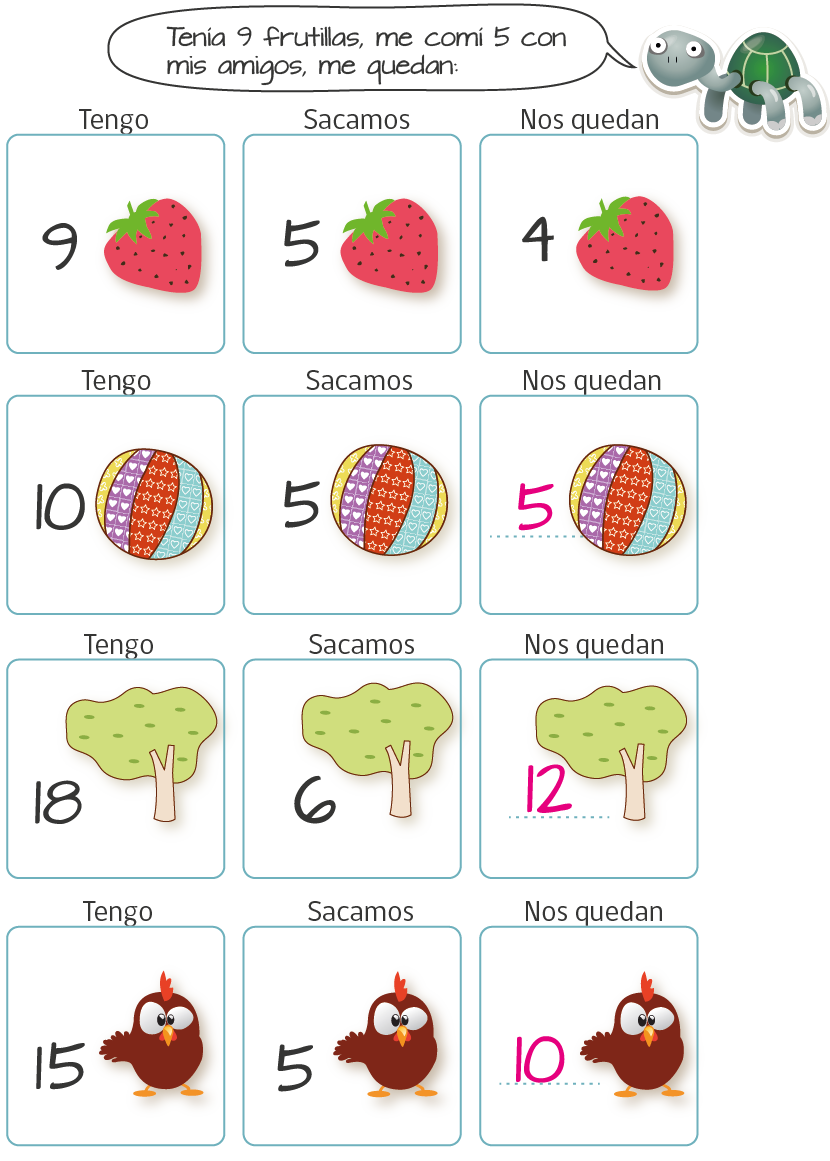 Tenía 9 frutillas, me comí 5 con
mis amigos, me quedan:
Tengo Sacamos Nos quedan
9 5 4
Tengo Sacamos Nos quedan
10 5 5
Tengo Sacamos Nos quedan
18 6 12
Tengo Sacamos Nos quedan
15 5 10